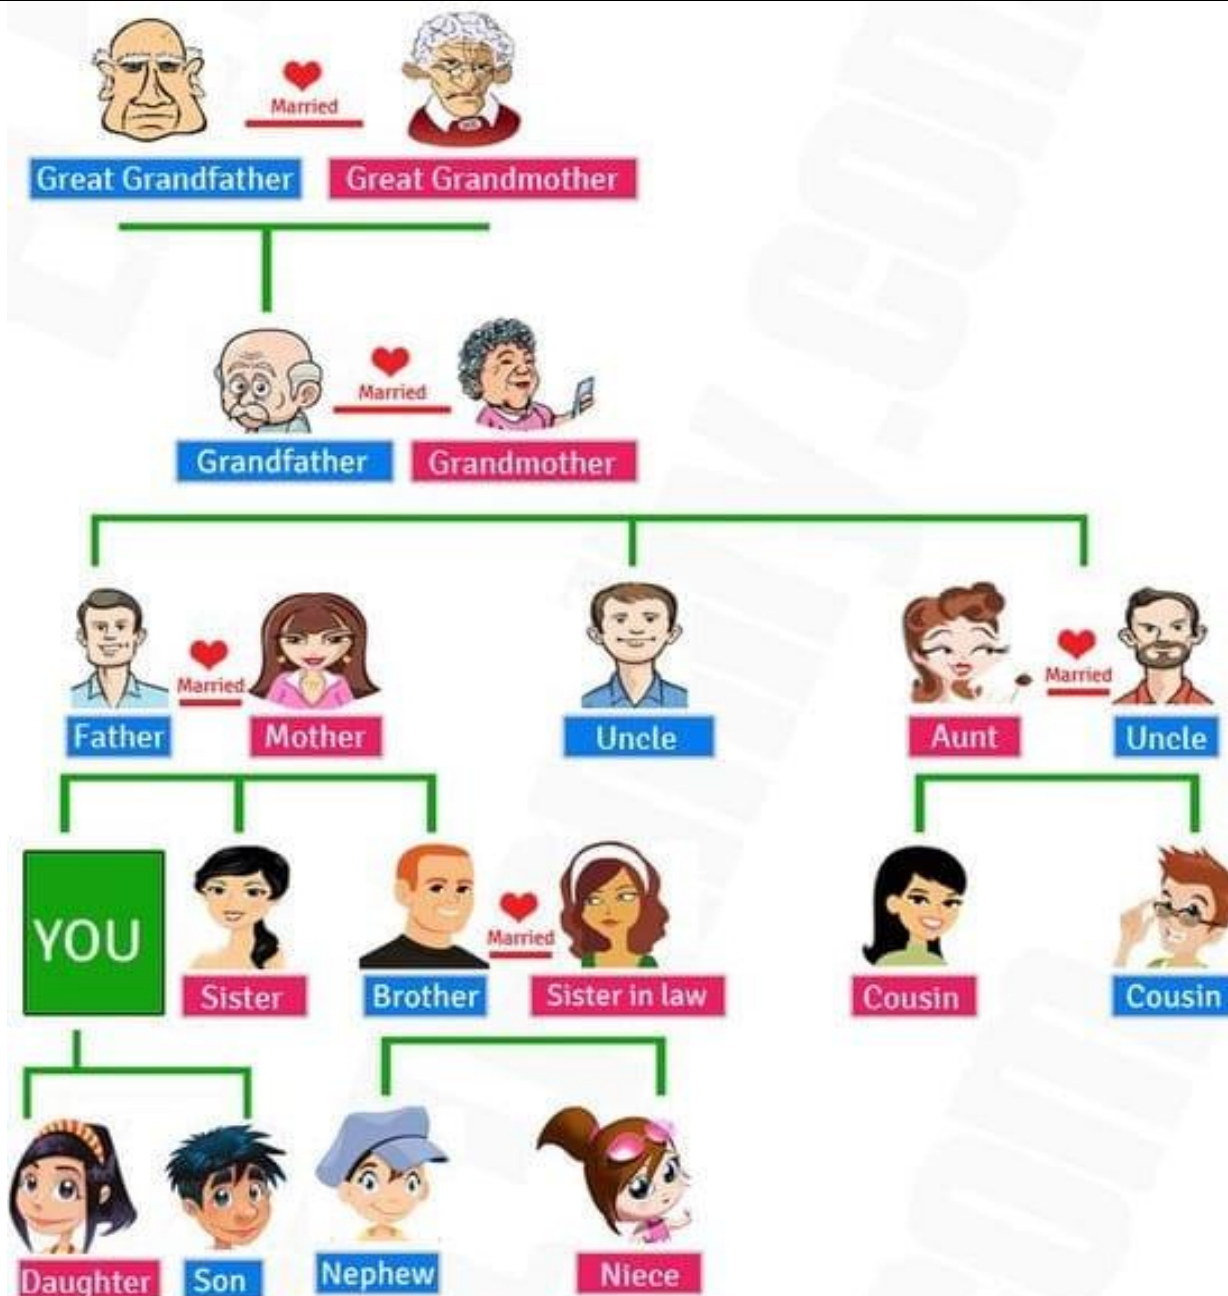 Married
Great Grandfather Great Grandmother
Married
Grandfather Grandmother
Married
Married
Father Mother Uncle Aunt Uncle
YOU
Married
Sister Brother Sister in law Cousin Cousin
Daughter Son Nephew Niece